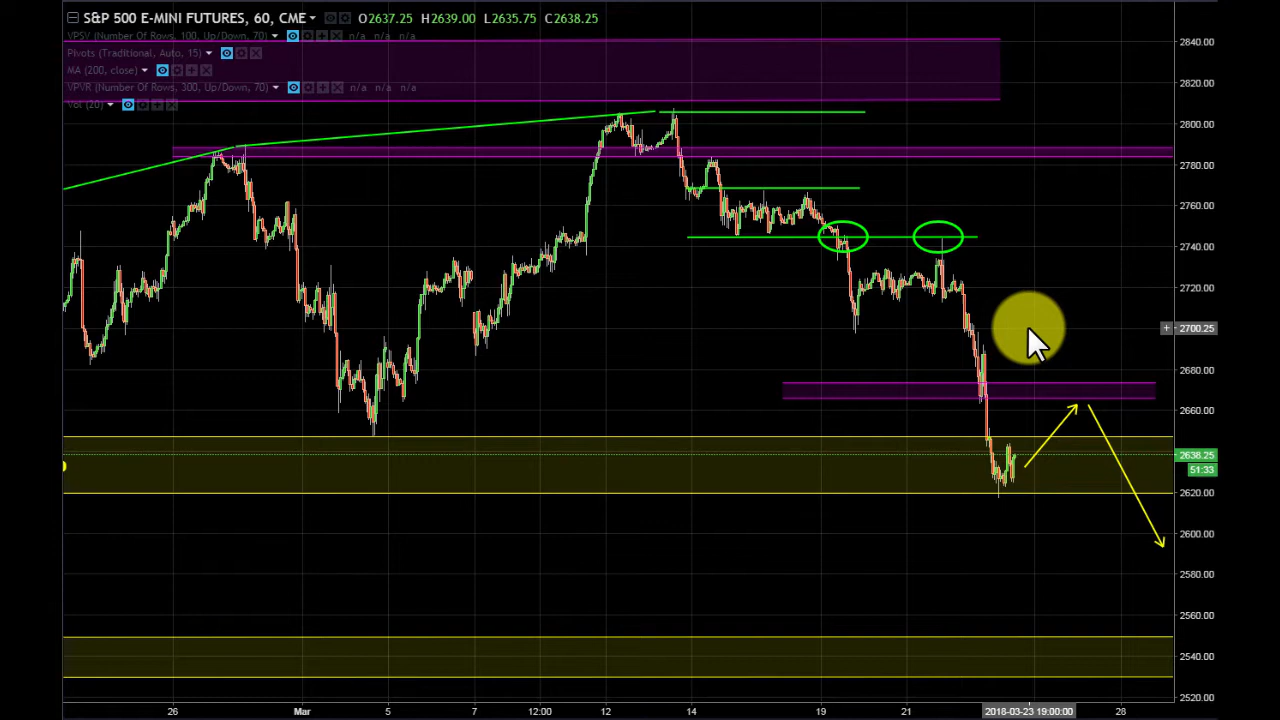 S&P 500 E-MINI FUTURES, 60, CME O2637.25 H2639.00 L2635.75 C2638.25
VPSV (Number Of Rows, 100, Up/Down, 70) n/a n/a n/a
Pivots (Traditional, Auto, 15)
MA (200, close)
VPVR (Number Of Rows, 300, Up/Down, 70) n/a n/a n/a
Vol (20)
2840.00
2820.00
2800.00
2780.00
2760.00
2740.00
2720.00
2700.25
2680.00
2660.00
2638.25
51:33
2620.00
2600.00
2580.00
2560.00
2540.00
2520.00
26 Mar 5 7 12:00 12 14 19 21 2018-03-23 19:00:00 28